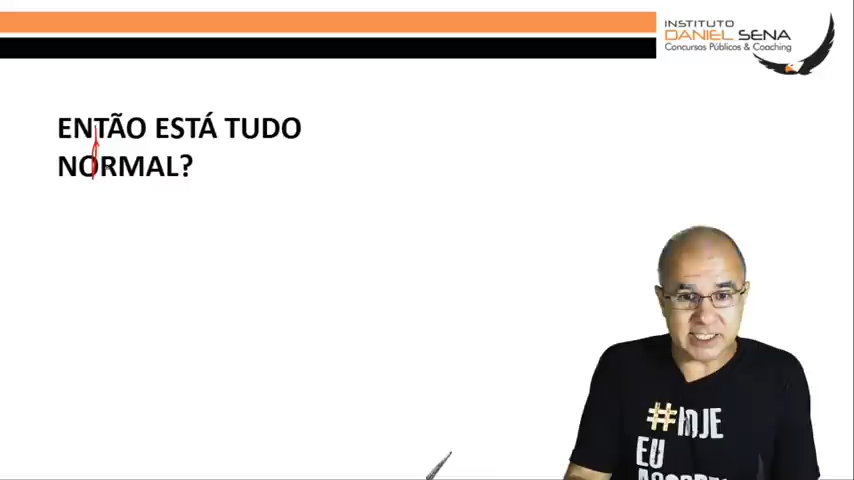 INSTITUTO
DANIEL SENA
Concursos Públicos & Coaching
ENTÃO ESTÁ TUDO
NORMAL?
#HOJE
EU